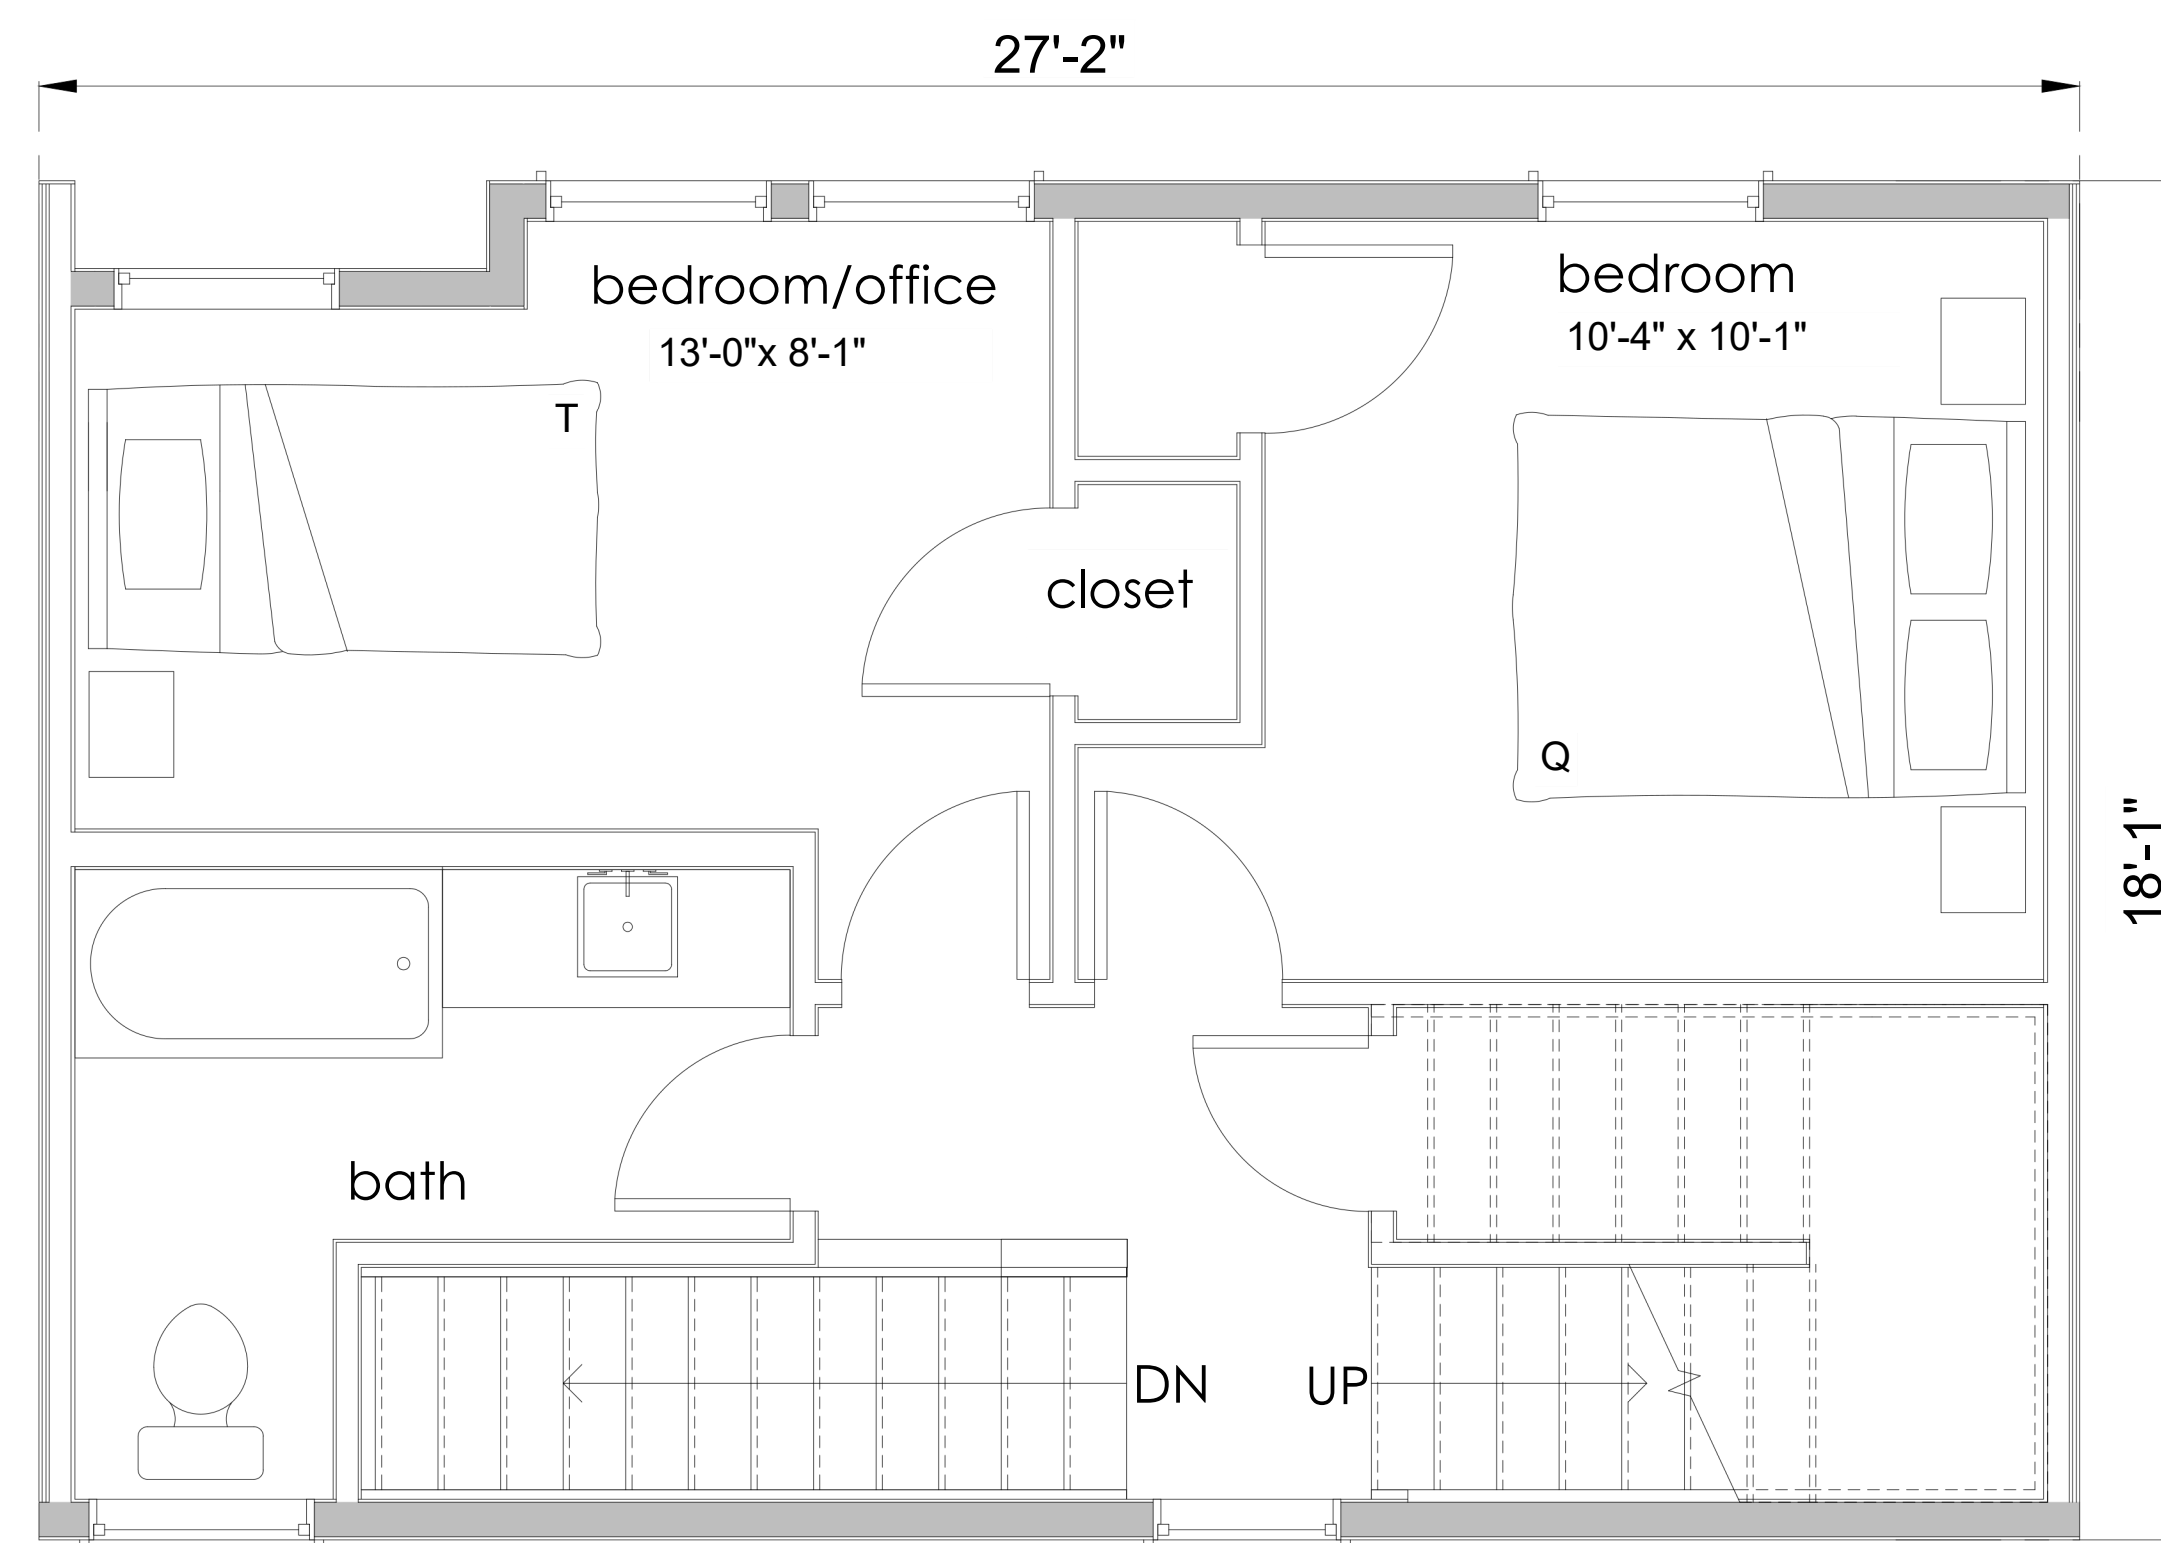 27'-2"
bedroom/office
13'-0"x 8'-1"
bedroom
10'-4" x 10'-1"
T
closet
Q
18'-1"
bath
DN
UP